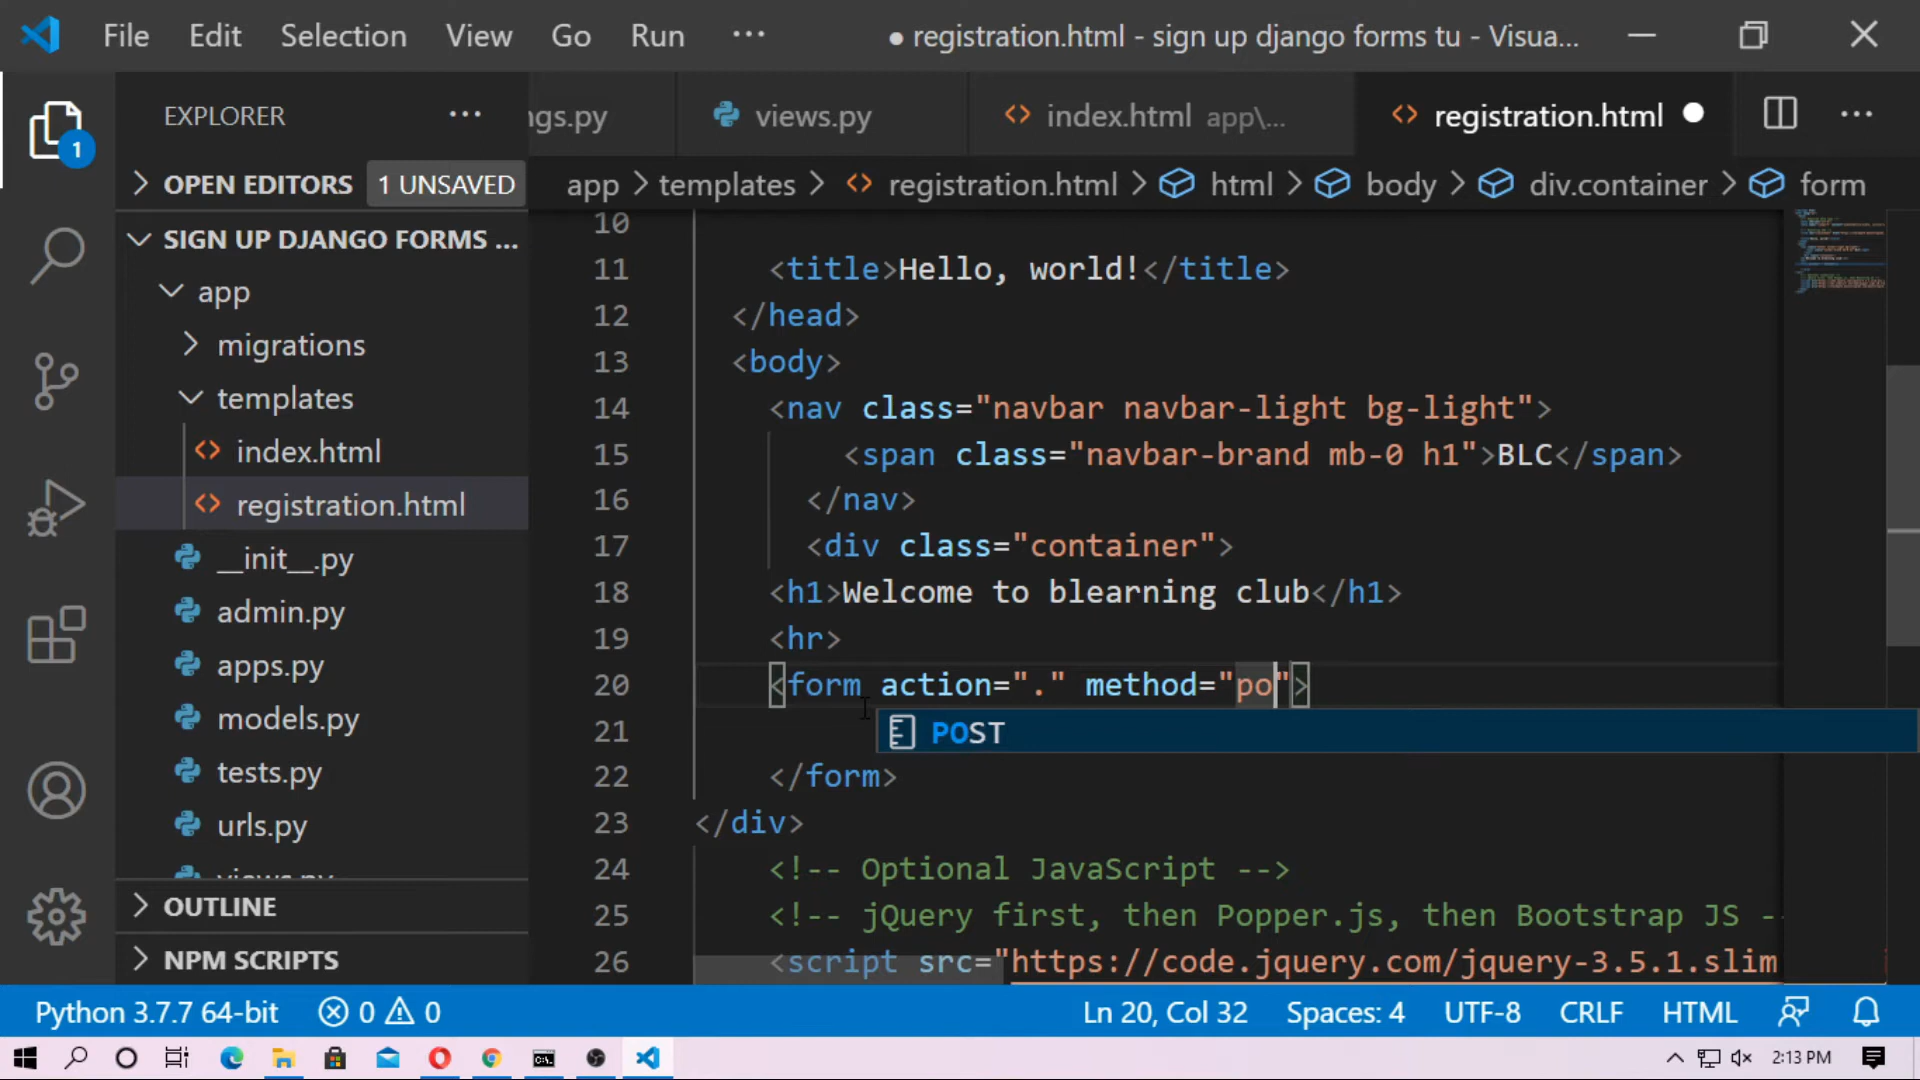 File Edit Selection View Go Run ··· ● registration.html - sign up django forms tu - Visua...
EXPLORER ···
ngs.py views.py index.html app\... registration.html ●
OPEN EDITORS 1 UNSAVED
app > templates > registration.html > html > body > div.container > form
SIGN UP DJANGO FORMS ...
app
migrations
templates
index.html
registration.html
__init__.py
admin.py
apps.py
models.py
tests.py
urls.py
views.py
OUTLINE
NPM SCRIPTS
1
10
11 <title>Hello, world!</title>
12 </head>
13 <body>
14 <nav class="navbar navbar-light bg-light">
15 <span class="navbar-brand mb-0 h1">BLC</span>
16 </nav>
17 <div class="container">
18 <h1>Welcome to blearning club</h1>
19 <hr>
20 <form action="." method="po">
POST
21
22 </form>
23 </div>
24 <!-- Optional JavaScript -->
25 <!-- jQuery first, then Popper.js, then Bootstrap JS -
26 <script src="https://code.jquery.com/jquery-3.5.1.slim
Python 3.7.7 64-bit 0 0 Ln 20, Col 32 Spaces: 4 UTF-8 CRLF HTML
2:13 PM